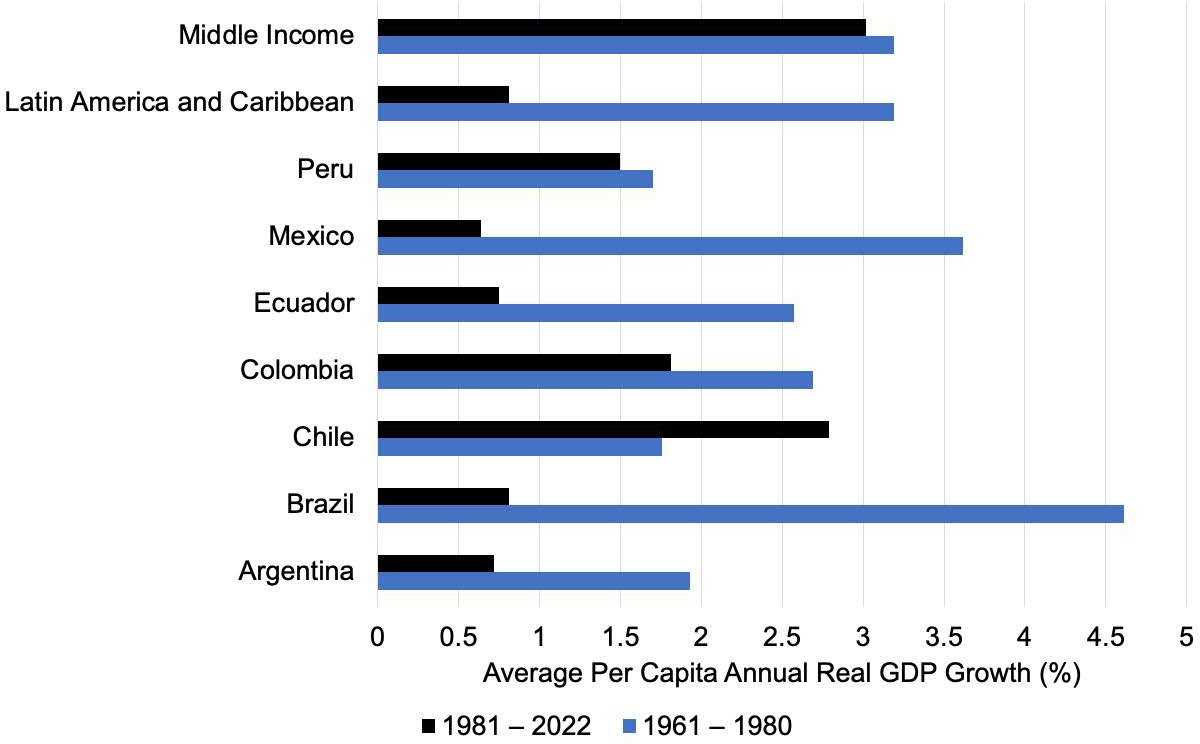 Middle Income
Latin America and Caribbean
Peru
Mexico
Ecuador
Colombia
Chile
Brazil
Argentina
0 0.5 1 1.5 2 2.5 3 3.5 4 4.5 5
Average Per Capita Annual Real GDP Growth (%)
1981 – 2022 1961 – 1980